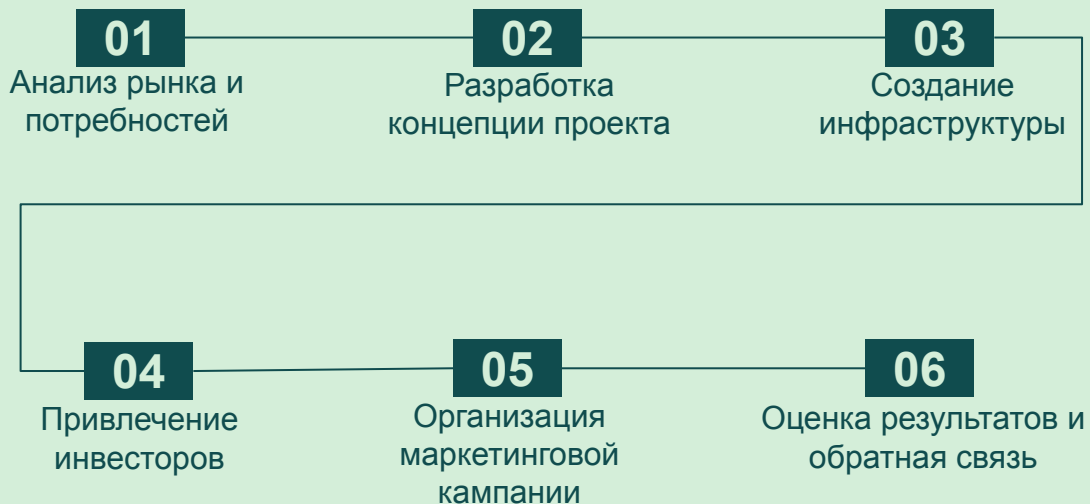 01
Анализ рынка и
потребностей
02
Разработка
концепции проекта
03
Создание
инфраструктуры
04
Привлечение
инвесторов
05
Организация
маркетинговой
кампании
06
Оценка результатов и
обратная связь